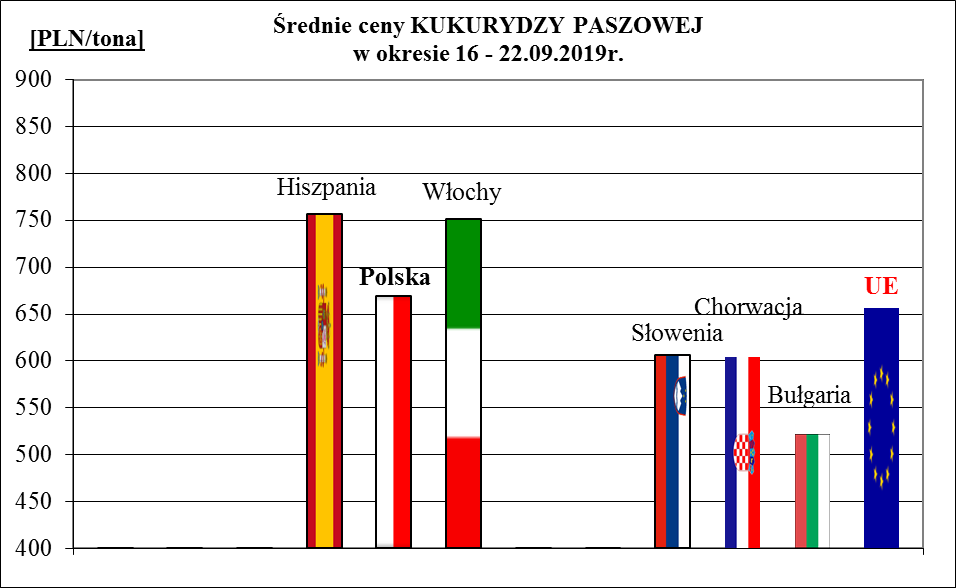 Średnie ceny KUKURYDZY PASZOWEJ
w okresie 16 - 22.09.2019r.
[PLN/tona]
900
850
800
750
700
650
600
550
500
450
400
Hiszpania
Polska
Włochy
Słowenia
Chorwacja
Bułgaria
UE